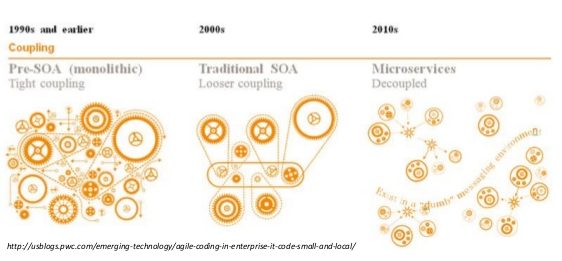 1990s and earlier
2000s
2010s
Coupling
Pre-SOA (monolithic)
Tight coupling
Traditional SOA
Looser coupling
Microservices
Decoupled
Exist in a "dumb" messaging environment
http://usblogs.pwc.com/emerging-technology/agile-coding-in-enterprise-it-code-small-and-local/